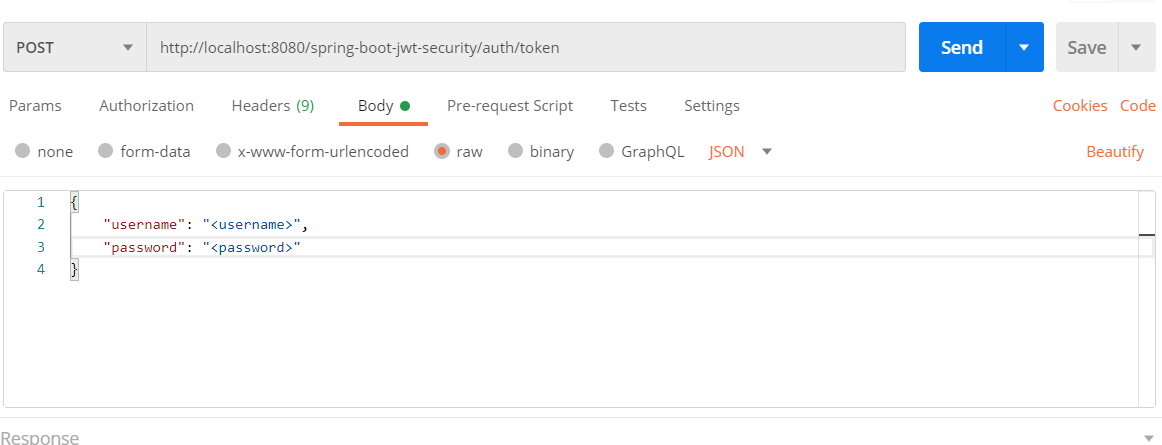 POST http://localhost:8080/spring-boot-jwt-security/auth/token Send Save
Params Authorization Headers (9) Body Pre-request Script Tests Settings Cookies Code
none form-data x-www-form-urlencoded raw binary GraphQL JSON Beautify
1 {
2 "username": "<username>",
3 "password": "<password>"
4 }
Response